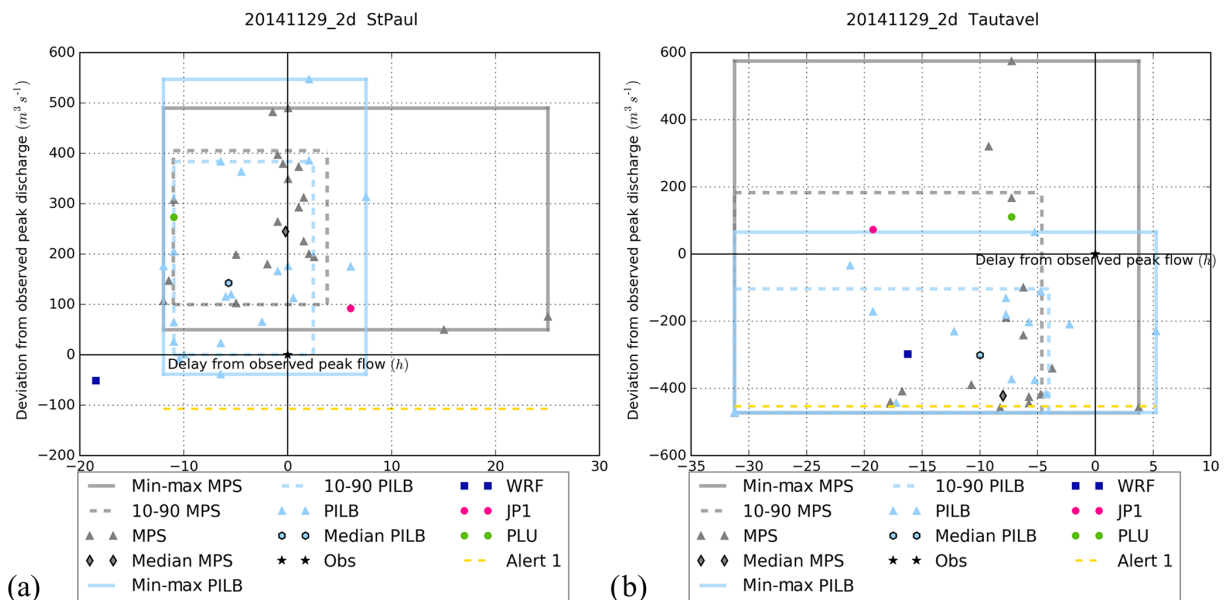 20141129_2d StPaul
Deviation from observed peak discharge (m³ s⁻¹)
600
500
400
300
200
100
0
−100
−200
Delay from observed peak flow (h)
−20 −10 0 10 20 30
Min-max MPS
10-90 MPS
MPS
Median MPS
Min-max PILB
10-90 PILB
PILB
Median PILB
Obs
WRF
JP1
PLU
Alert 1
(a)
20141129_2d Tautavel
Deviation from observed peak discharge (m³ s⁻¹)
600
400
200
0
−200
−400
−600
Delay from observed peak flow (h)
−35 −30 −25 −20 −15 −10 −5 0 5 10
Min-max MPS
10-90 MPS
MPS
Median MPS
Min-max PILB
10-90 PILB
PILB
Median PILB
Obs
WRF
JP1
PLU
Alert 1
(b)